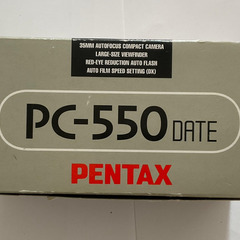 35MM AUTOFOCUS COMPACT CAMERA
LARGE-SIZE VIEWFINDER
RED-EYE REDUCTION AUTO FLASH
AUTO FILM SPEED SETTING (DX)
PC-550 DATE
PENTAX